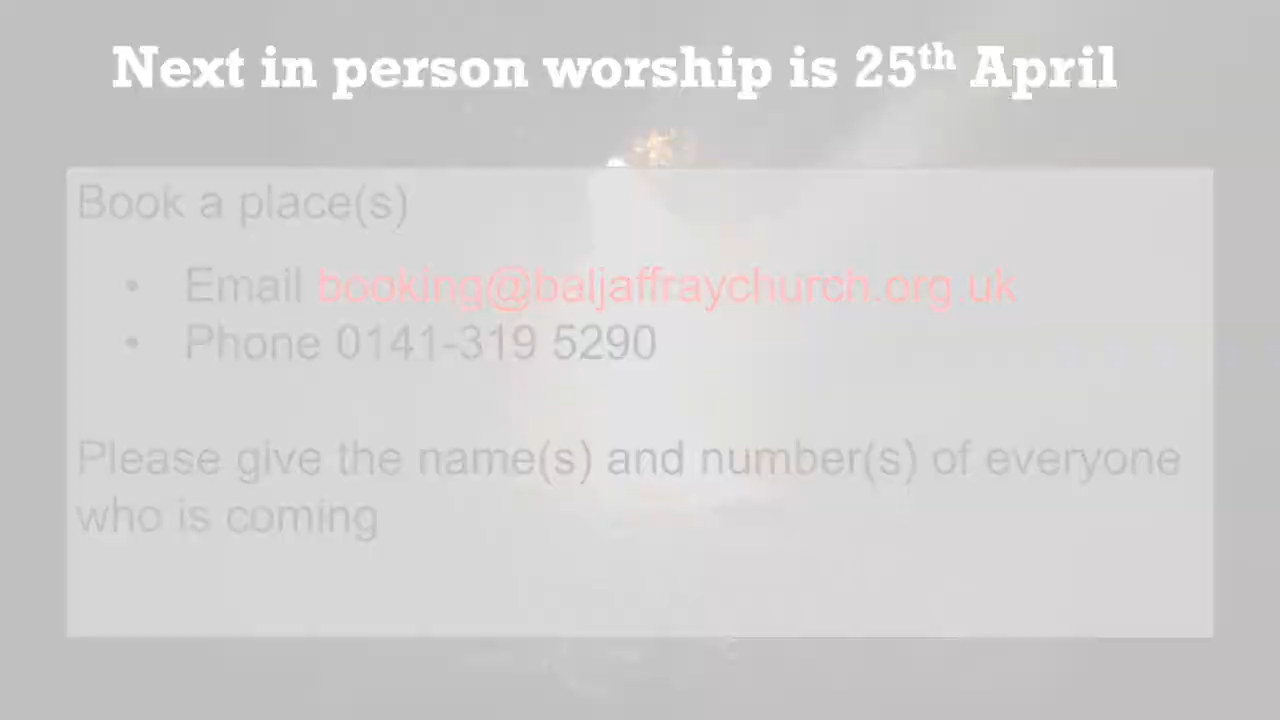 Next in person worship is 25th April
Book a place(s)
• Email booking@baljaffraychurch.org.uk
• Phone 0141-319 5290
Please give the name(s) and number(s) of everyone
who is coming